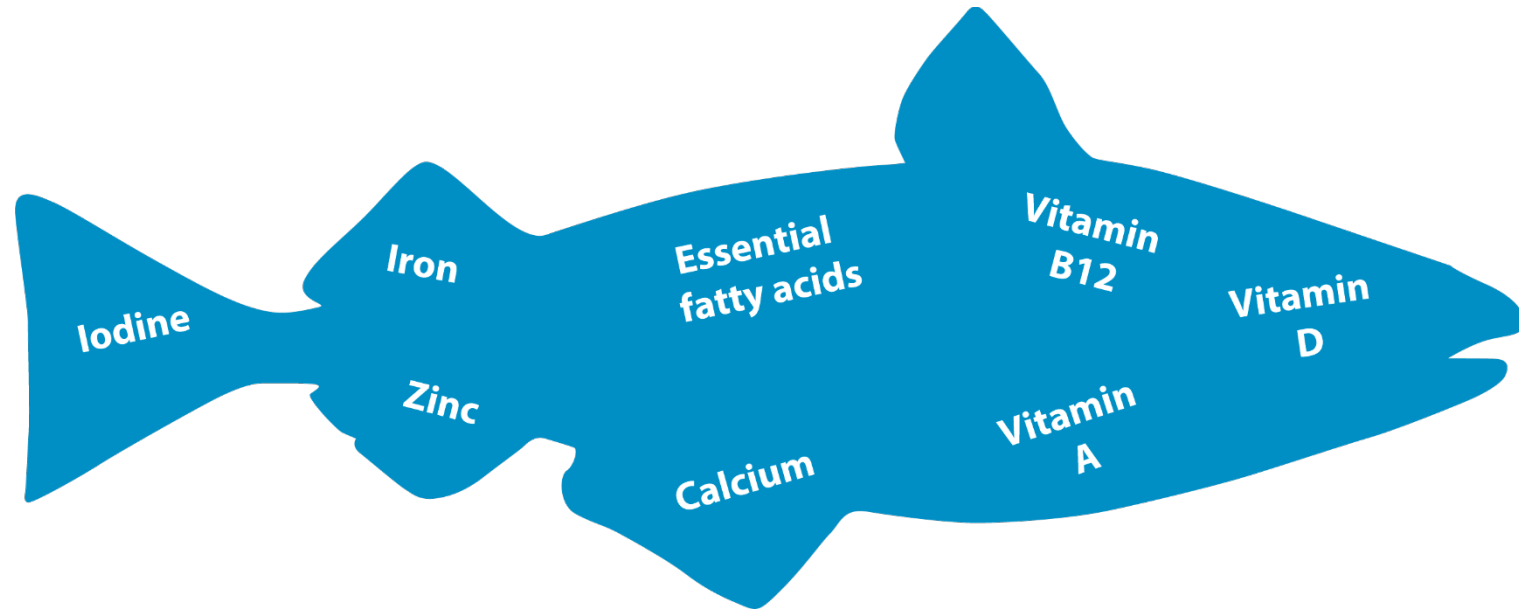 Iodine
Iron
Zinc
Essential
fatty acids
Calcium
Vitamin
B12
Vitamin
A
Vitamin
D